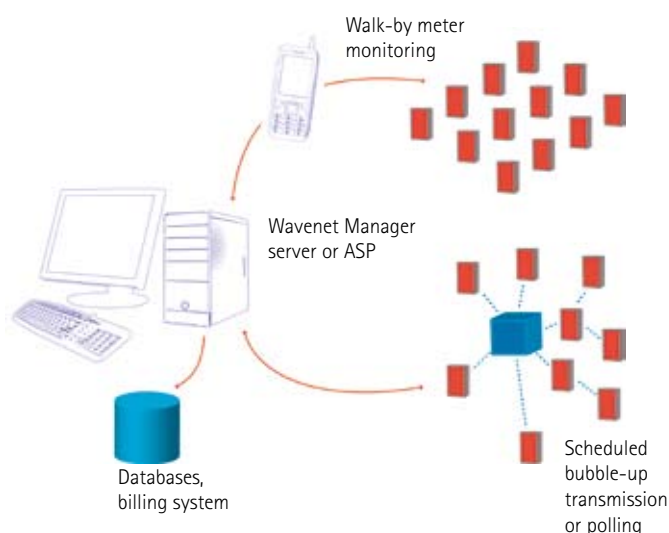 Walk-by meter
monitoring
Wavenet Manager
server or ASP
Databases,
billing system
Scheduled
bubble-up
transmission
or polling